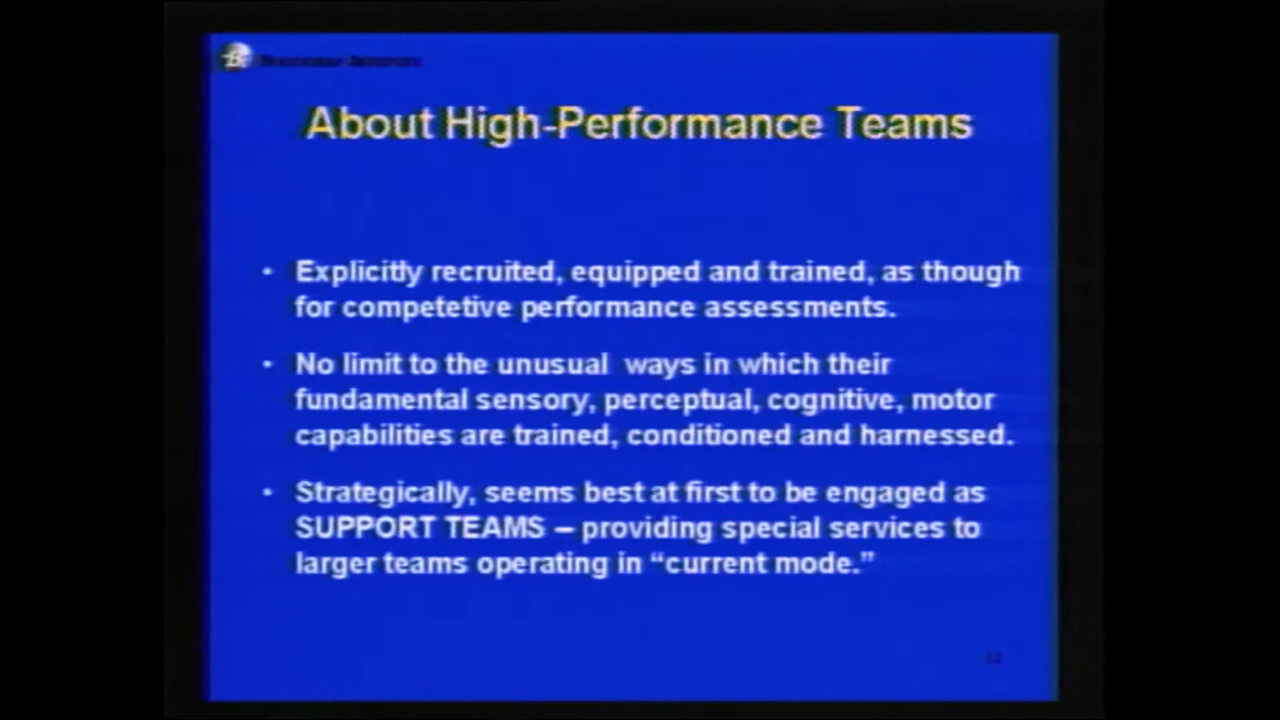 About High-Performance Teams
• Explicitly recruited, equipped and trained, as though
for competetive performance assessments.
• No limit to the unusual ways in which their
fundamental sensory, perceptual, cognitive, motor
capabilities are trained, conditioned and harnessed.
• Strategically, seems best at first to be engaged as
SUPPORT TEAMS – providing special services to
larger teams operating in “current mode.”